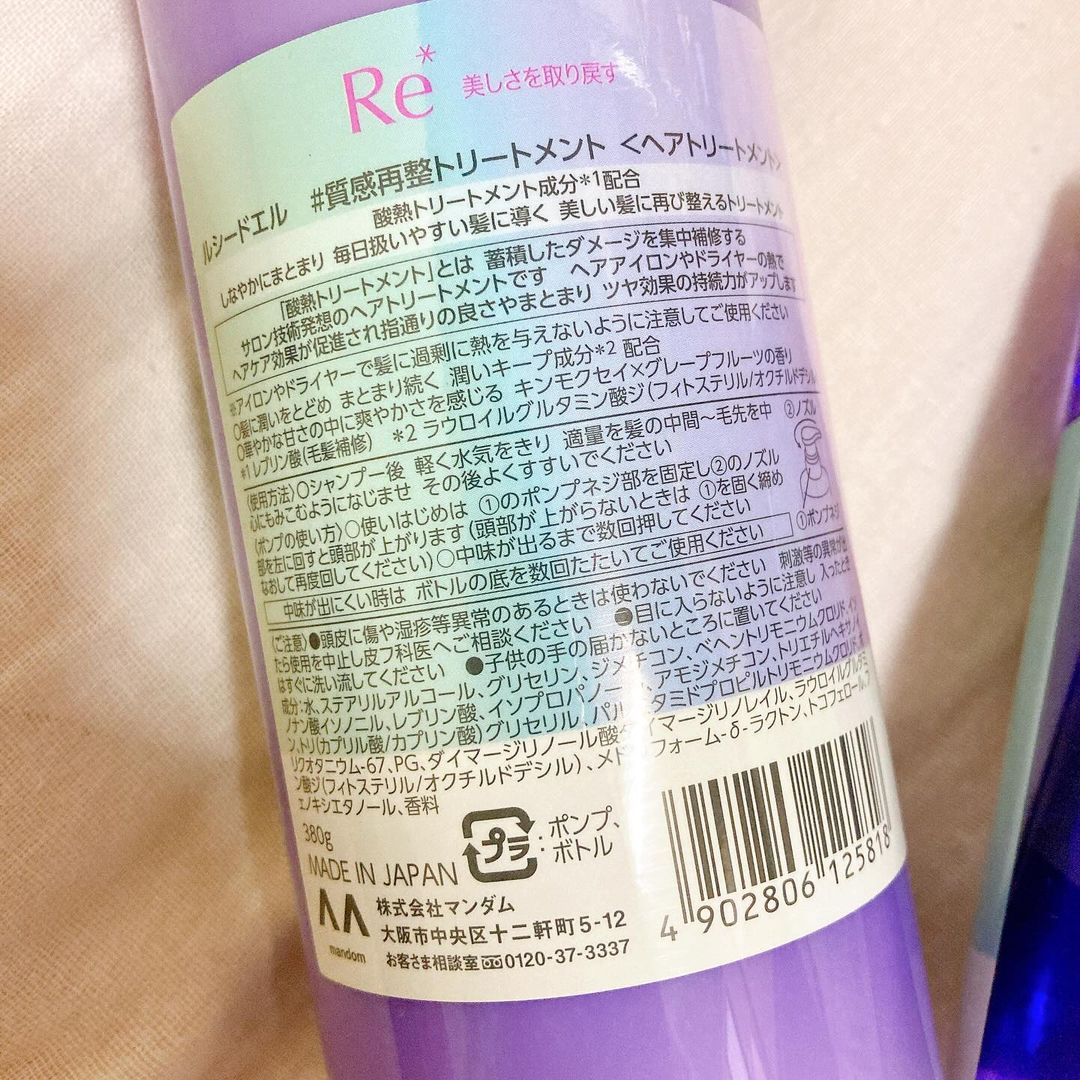 Re*
美しさを取り戻す
ルシードエル #質感再整トリートメント <ヘアトリートメント>
酸熱トリートメント成分*1配合
しなやかにまとまり 毎日扱いやすい髪に導く 美しい髪に再び整えるトリートメント
「酸熱トリートメント」とは 蓄積したダメージを集中補修する
サロン技術発想のヘアトリートメントです ヘアアイロンやドライヤーの熱で
ヘアケア効果が促進され指通りの良さやまとまり ツヤ効果の持続力がアップします
※アイロンやドライヤーで髪に過剰に熱を与えないように注意してご使用ください
○髪に潤いをとどめ まとまり続く 潤いキープ成分*2 配合
○華やかな甘さの中に爽やかさを感じる キンモクセイ×グレープフルーツの香り
*1 レブリン酸(毛髪補修) *2 ラウロイルグルタミン酸ジ(フィトステリル/オクチルドデシル
〈使用方法〉○シャンプー後 軽く水気をきり 適量を髪の中間~毛先を中
心にもみこむようになじませ その後よくすすいでください
〈ポンプの使い方〉○使いはじめは ①のポンプネジ部を固定し②のノズル
部を左に回すと頭部が上がります(頭部が上がらないときは ①を固く締め
なおして再度回してください)○中味が出るまで数回押してください
②ノズル
①ポンプネジ
中味が出にくい時は ボトルの底を数回たたいてご使用ください
〈ご注意〉●頭皮に傷や湿疹等異常のあるときは使わないでください 刺激等の異常が出
たら使用を中止し皮フ科医へご相談ください ●目に入らないように注意し 入ったとき
はすぐに洗い流してください ●子供の手の届かないところに置いてください
成分:水、ステアリルアルコール、グリセリン、ジメチコン、ベヘントリモニウムクロリド、イソ
ノナン酸イソノニル、レブリン酸、イソプロパノール、アモジメチコン、トリエチルヘキサノイ
ン、トリ(カプリル酸/カプリン酸)グリセリル、パルタミドプロピルトリモニウムクロリド、ポ
リクオタニウム-67、PG、ダイマージリノール酸ダイマージリノレイル、ラウロイルグルタミ
ン酸ジ(フィトステリル/オクチルドデシル)、メドウフォーム-δ-ラクトン、トコフェロール、フ
ェノキシエタノール、香料
380g
MADE IN JAPAN
プラ
:ポンプ、
ボトル
mandom
株式会社マンダム
大阪市中央区十二軒町5-12
お客さま相談室 0120-37-3337
4 902806 125818